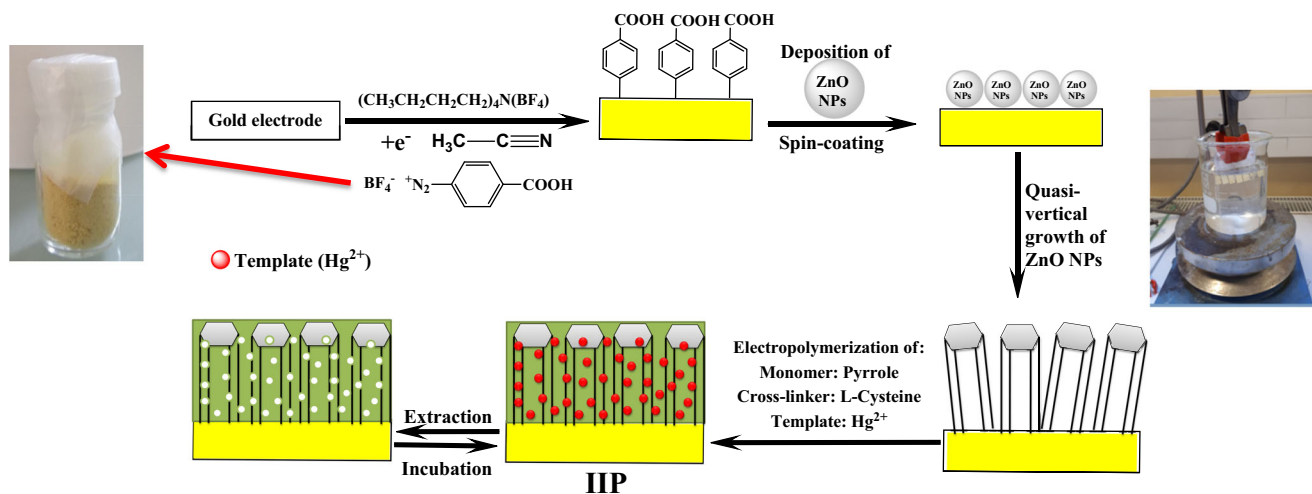 COOH
COOH
COOH
Deposition of
ZnO
NPs
Spin-coating
ZnO
NPs
ZnO
NPs
ZnO
NPs
ZnO
NPs
Gold electrode
(CH3CH2CH2CH2)4N(BF4)
+e- H3C N
BF4- +N2 COOH
Quasi-
vertical
growth of
ZnO NPs
Template (Hg2+)
Electropolymerization of:
Monomer: Pyrrole
Cross-linker: L-Cysteine
Template: Hg2+
Extraction
Incubation
IIP